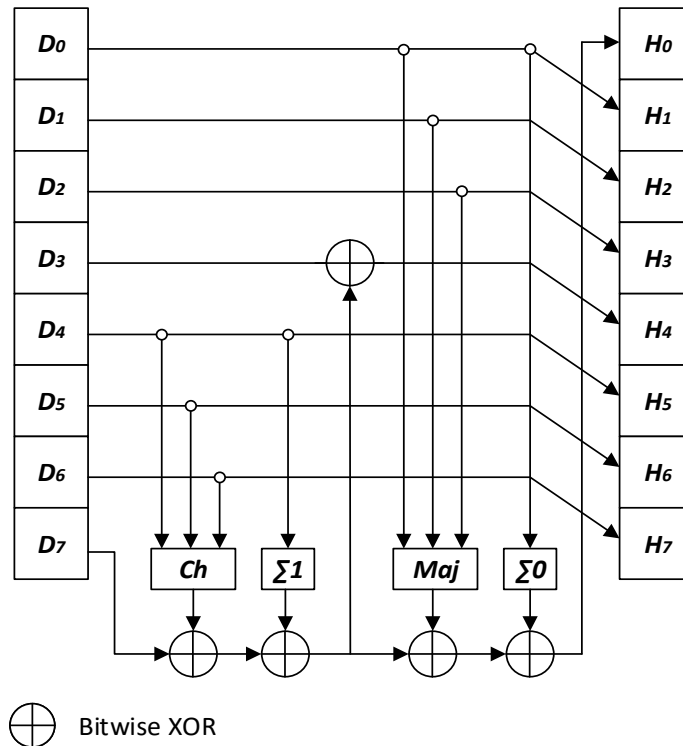 D0
H0
D1
H1
D2
H2
D3
H3
D4
H4
D5
H5
D6
H6
D7
H7
Ch
∑1
Maj
∑0
Bitwise XOR